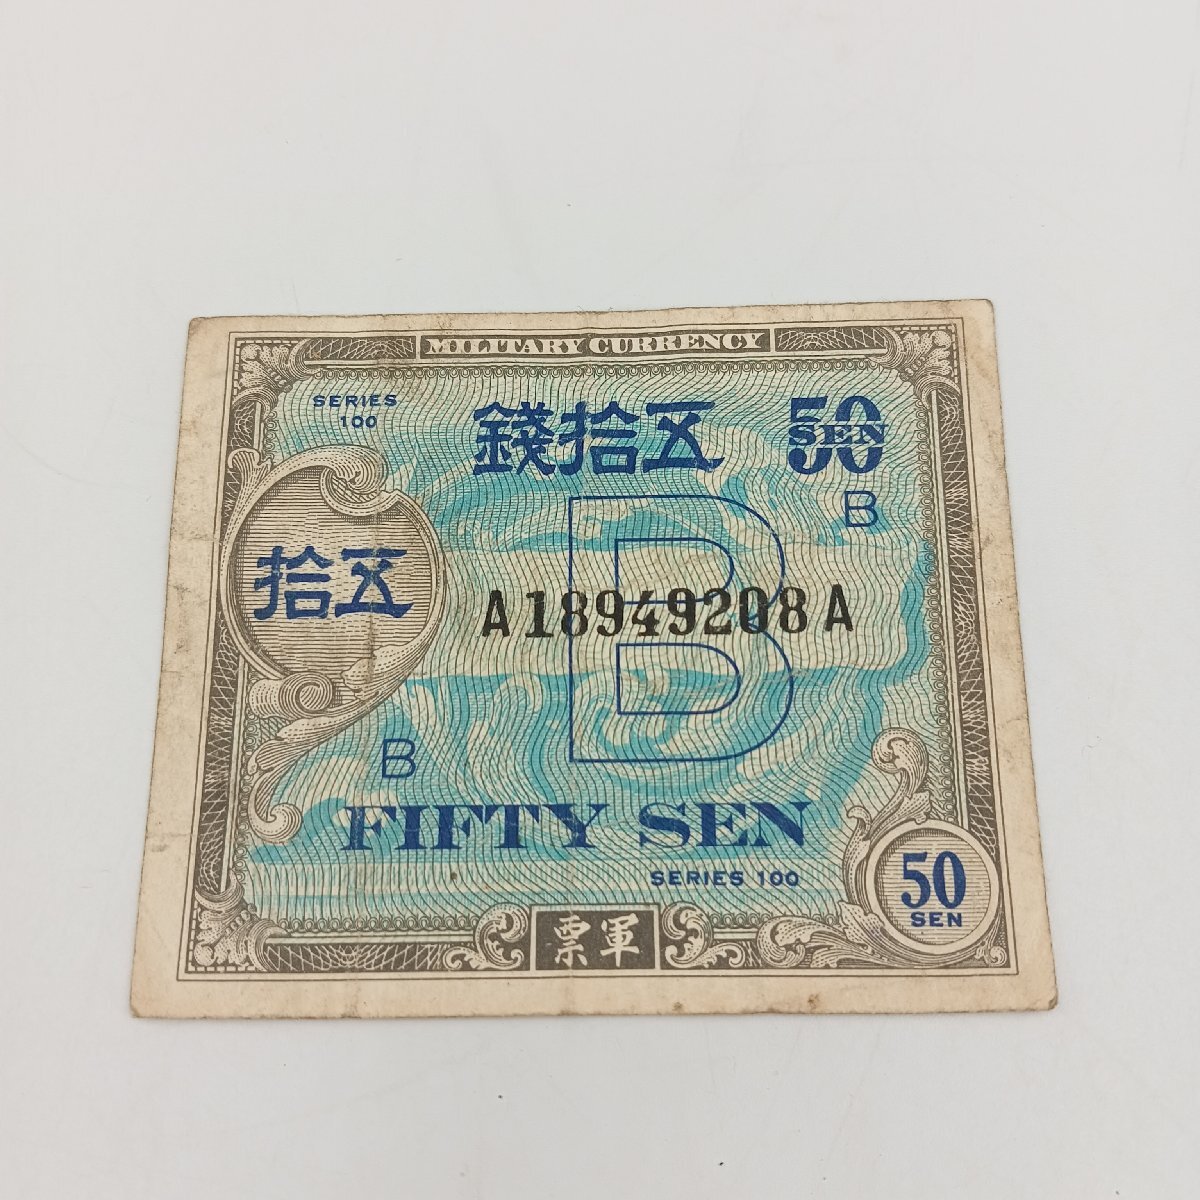 MILITARY CURRENCY
SERIES
100
錢拾五
50
SEN
B
拾五
B
A18949208A
B
FIFTY SEN
SERIES 100
50
SEN
票軍